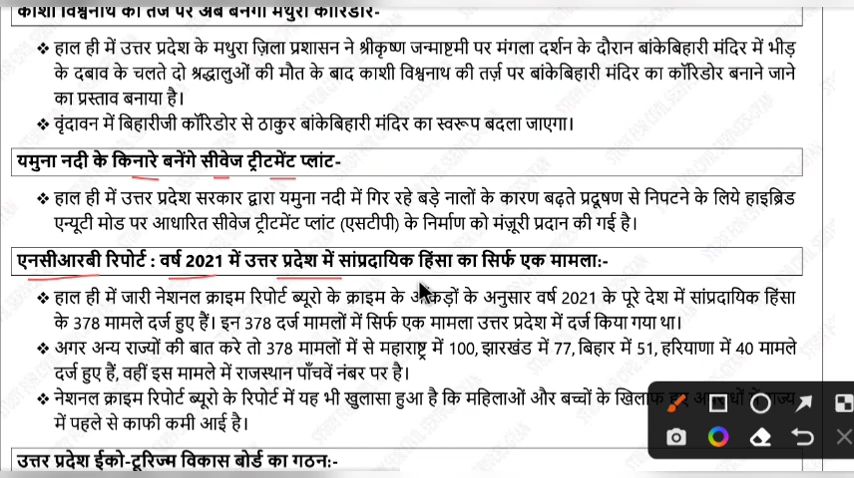 काशी विश्वनाथ की तर्ज पर अब बनेगा मथुरा कॉरिडोर-
❖ हाल ही में उत्तर प्रदेश के मथुरा ज़िला प्रशासन ने श्रीकृष्ण जन्माष्टमी पर मंगला दर्शन के दौरान बांकेबिहारी मंदिर में भीड़
के दबाव के चलते दो श्रद्धालुओं की मौत के बाद काशी विश्वनाथ की तर्ज़ पर बांकेबिहारी मंदिर का कॉरिडोर बनाने जाने
का प्रस्ताव बनाया है।
❖ वृंदावन में बिहारीजी कॉरिडोर से ठाकुर बांकेबिहारी मंदिर का स्वरूप बदला जाएगा।
यमुना नदी के किनारे बनेंगे सीवेज ट्रीटमेंट प्लांट-
❖ हाल ही में उत्तर प्रदेश सरकार द्वारा यमुना नदी में गिर रहे बड़े नालों के कारण बढ़ते प्रदूषण से निपटने के लिये हाइब्रिड
एन्यूटी मोड पर आधारित सीवेज ट्रीटमेंट प्लांट (एसटीपी) के निर्माण को मंजूरी प्रदान की गई है।
एनसीआरबी रिपोर्ट : वर्ष 2021 में उत्तर प्रदेश में सांप्रदायिक हिंसा का सिर्फ एक मामला:-
❖ हाल ही में जारी नेशनल क्राइम रिपोर्ट ब्यूरो के क्राइम के आंकड़ों के अनुसार वर्ष 2021 के पूरे देश में सांप्रदायिक हिंसा
के 378 मामले दर्ज हुए हैं। इन 378 दर्ज मामलों में सिर्फ एक मामला उत्तर प्रदेश में दर्ज किया गया था।
❖ अगर अन्य राज्यों की बात करे तो 378 मामलों में से महाराष्ट्र में 100, झारखंड में 77, बिहार में 51, हरियाणा में 40 मामले
दर्ज हुए हैं, वहीं इस मामले में राजस्थान पाँचवें नंबर पर है।
❖ नेशनल क्राइम रिपोर्ट ब्यूरो के रिपोर्ट में यह भी खुलासा हुआ है कि महिलाओं और बच्चों के खिलाफ हुए अपराधों में राज्य
में पहले से काफी कमी आई है।
उत्तर प्रदेश ईको-टूरिज्म विकास बोर्ड का गठन:-